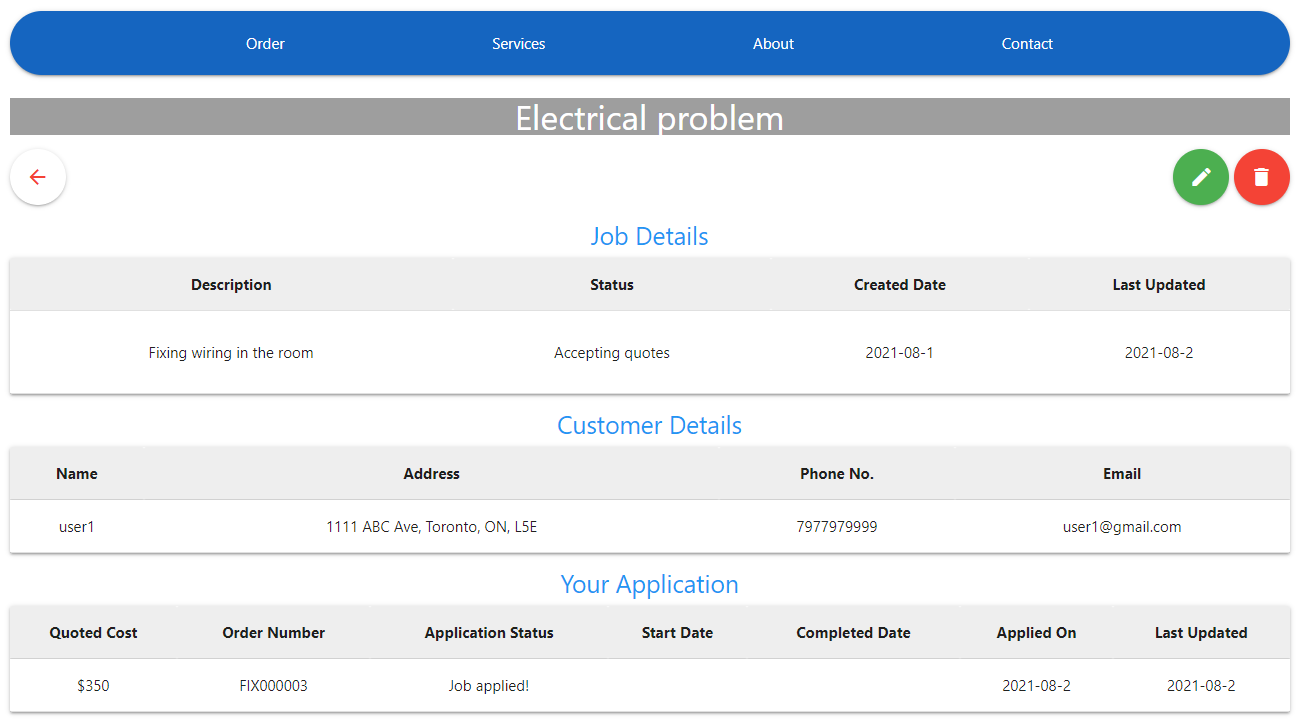 Order Services About Contact
Electrical problem
Job Details
Description Status Created Date Last Updated
Fixing wiring in the room Accepting quotes 2021-08-1 2021-08-2
Customer Details
Name Address Phone No. Email
user1 1111 ABC Ave, Toronto, ON, L5E 7977979999 user1@gmail.com
Your Application
Quoted Cost Order Number Application Status Start Date Completed Date Applied On Last Updated
$350 FIX000003 Job applied! 2021-08-2 2021-08-2